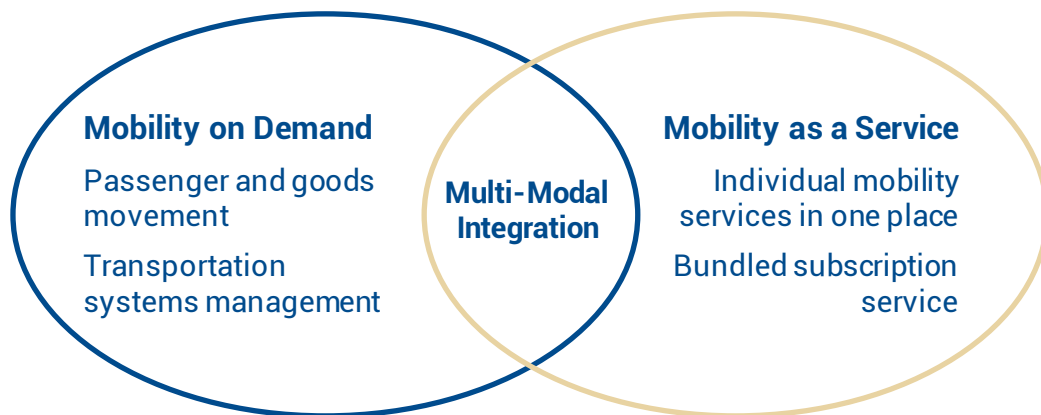 Mobility on Demand
Passenger and goods
movement
Transportation
systems management
Multi-Modal
Integration
Mobility as a Service
Individual mobility
services in one place
Bundled subscription
service